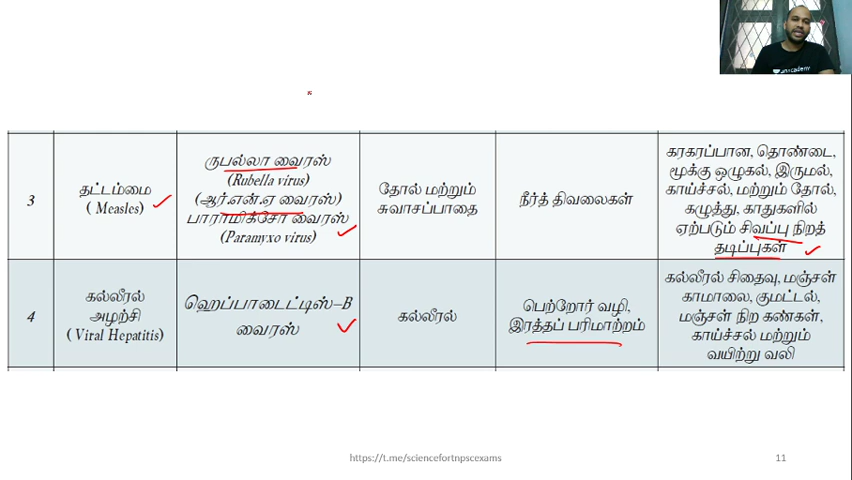 3
தட்டம்மை
( Measles)
ருபல்லா வைரஸ்
(Rubella virus)
(ஆர்.என்.ஏ வைரஸ்)
பாராமிக்சோ வைரஸ்
(Paramyxo virus)
தோல் மற்றும்
சுவாசப்பாதை
நீர்த் திவலைகள்
கரகரப்பான, தொண்டை,
மூக்கு ஒழுகல், இருமல்,
காய்ச்சல், மற்றும் தோல்,
கழுத்து, காதுகளில்
ஏற்படும் சிவப்பு நிறத்
தடிப்புகள்
4
கல்லீரல்
அழற்சி
(Viral Hepatitis)
ஹெப்பாடைட்டிஸ்–B
வைரஸ்
கல்லீரல்
பெற்றோர் வழி,
இரத்தப் பரிமாற்றம்
கல்லீரல் சிதைவு, மஞ்சள்
காமாலை, குமட்டல்,
மஞ்சள் நிற கண்கள்,
காய்ச்சல் மற்றும்
வயிற்று வலி
https://t.me/sciencefortnpscexams
11